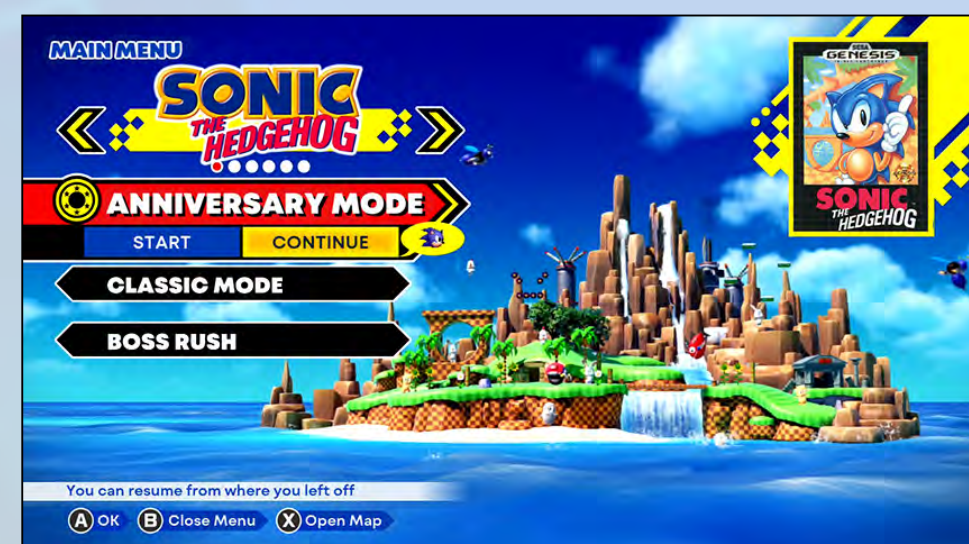 MAIN MENU
SONIC
THE
HEDGEHOG
ANNIVERSARY MODE
START CONTINUE
CLASSIC MODE
BOSS RUSH
You can resume from where you left off
A OK B Close Menu X Open Map
SEGA
GENESIS
SONIC
THE
HEDGEHOG